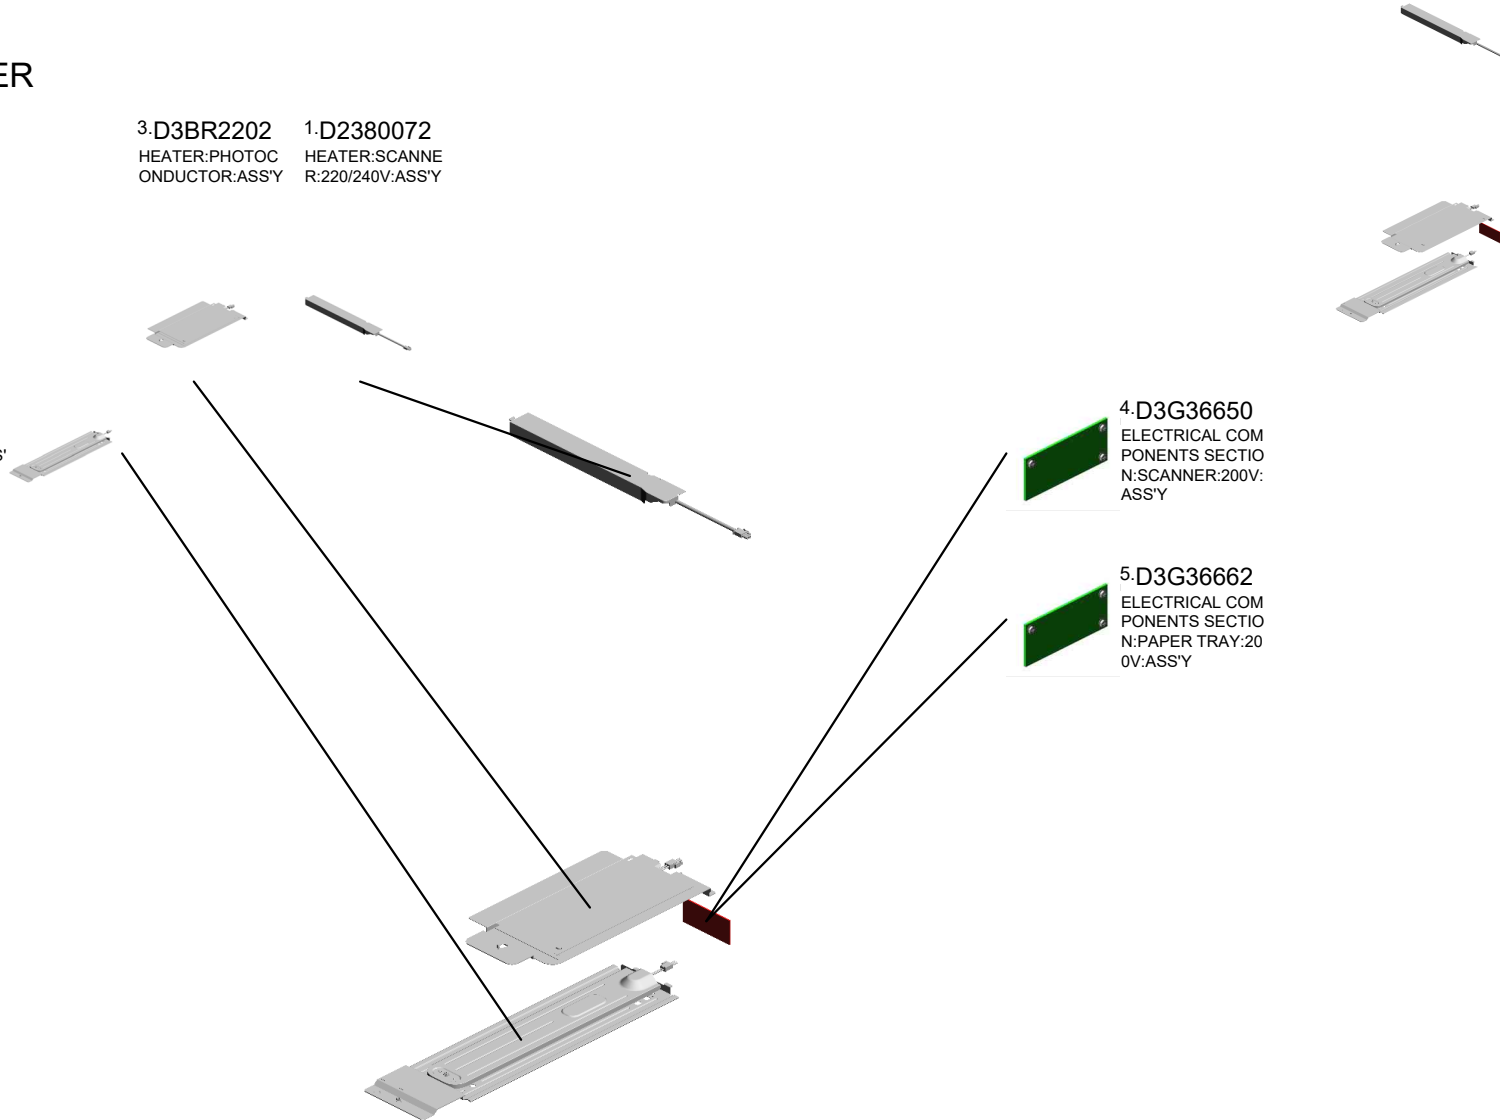 ER
3.D3BR2202
HEATER:PHOTOC
ONDUCTOR:ASS'Y
1.D2380072
HEATER:SCANNE
R:220/240V:ASS'Y
4.D3G36650
ELECTRICAL COM
PONENTS SECTIO
N:SCANNER:200V:
ASS'Y
5.D3G36662
ELECTRICAL COM
PONENTS SECTIO
N:PAPER TRAY:20
0V:ASS'Y